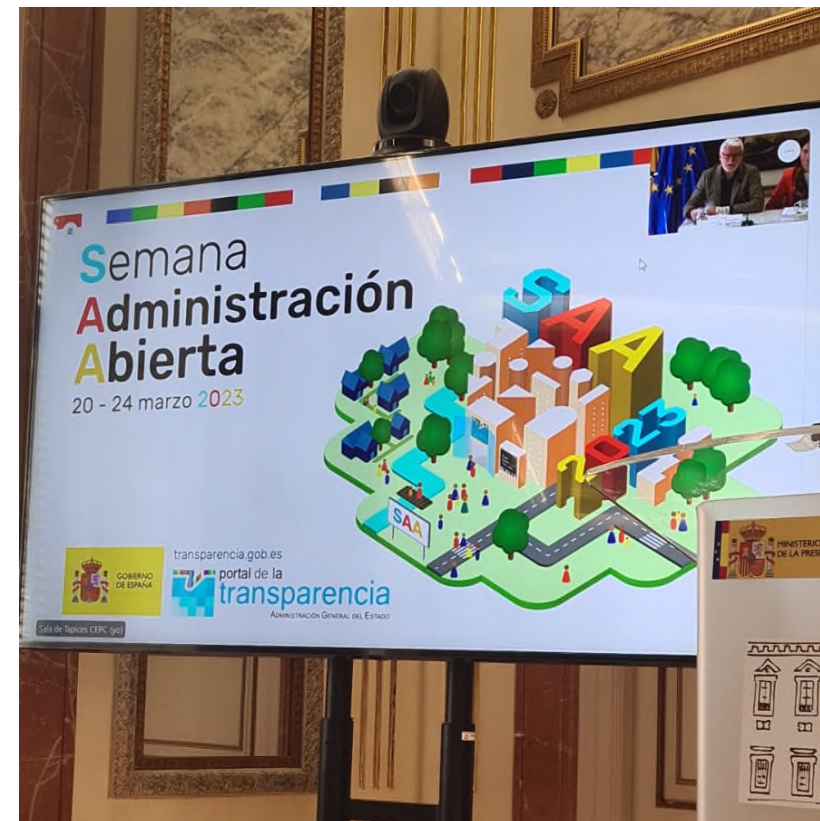 Semana
Administración
Abierta
20 - 24 marzo 2023
SAA
2023
SAA
GOBIERNO
DE ESPAÑA
transparencia.gob.es
portal de la
transparencia
ADMINISTRACIÓN GENERAL DEL ESTADO
Sala de Tapices CEPC (yo)
MINISTERIO
DE LA PRES